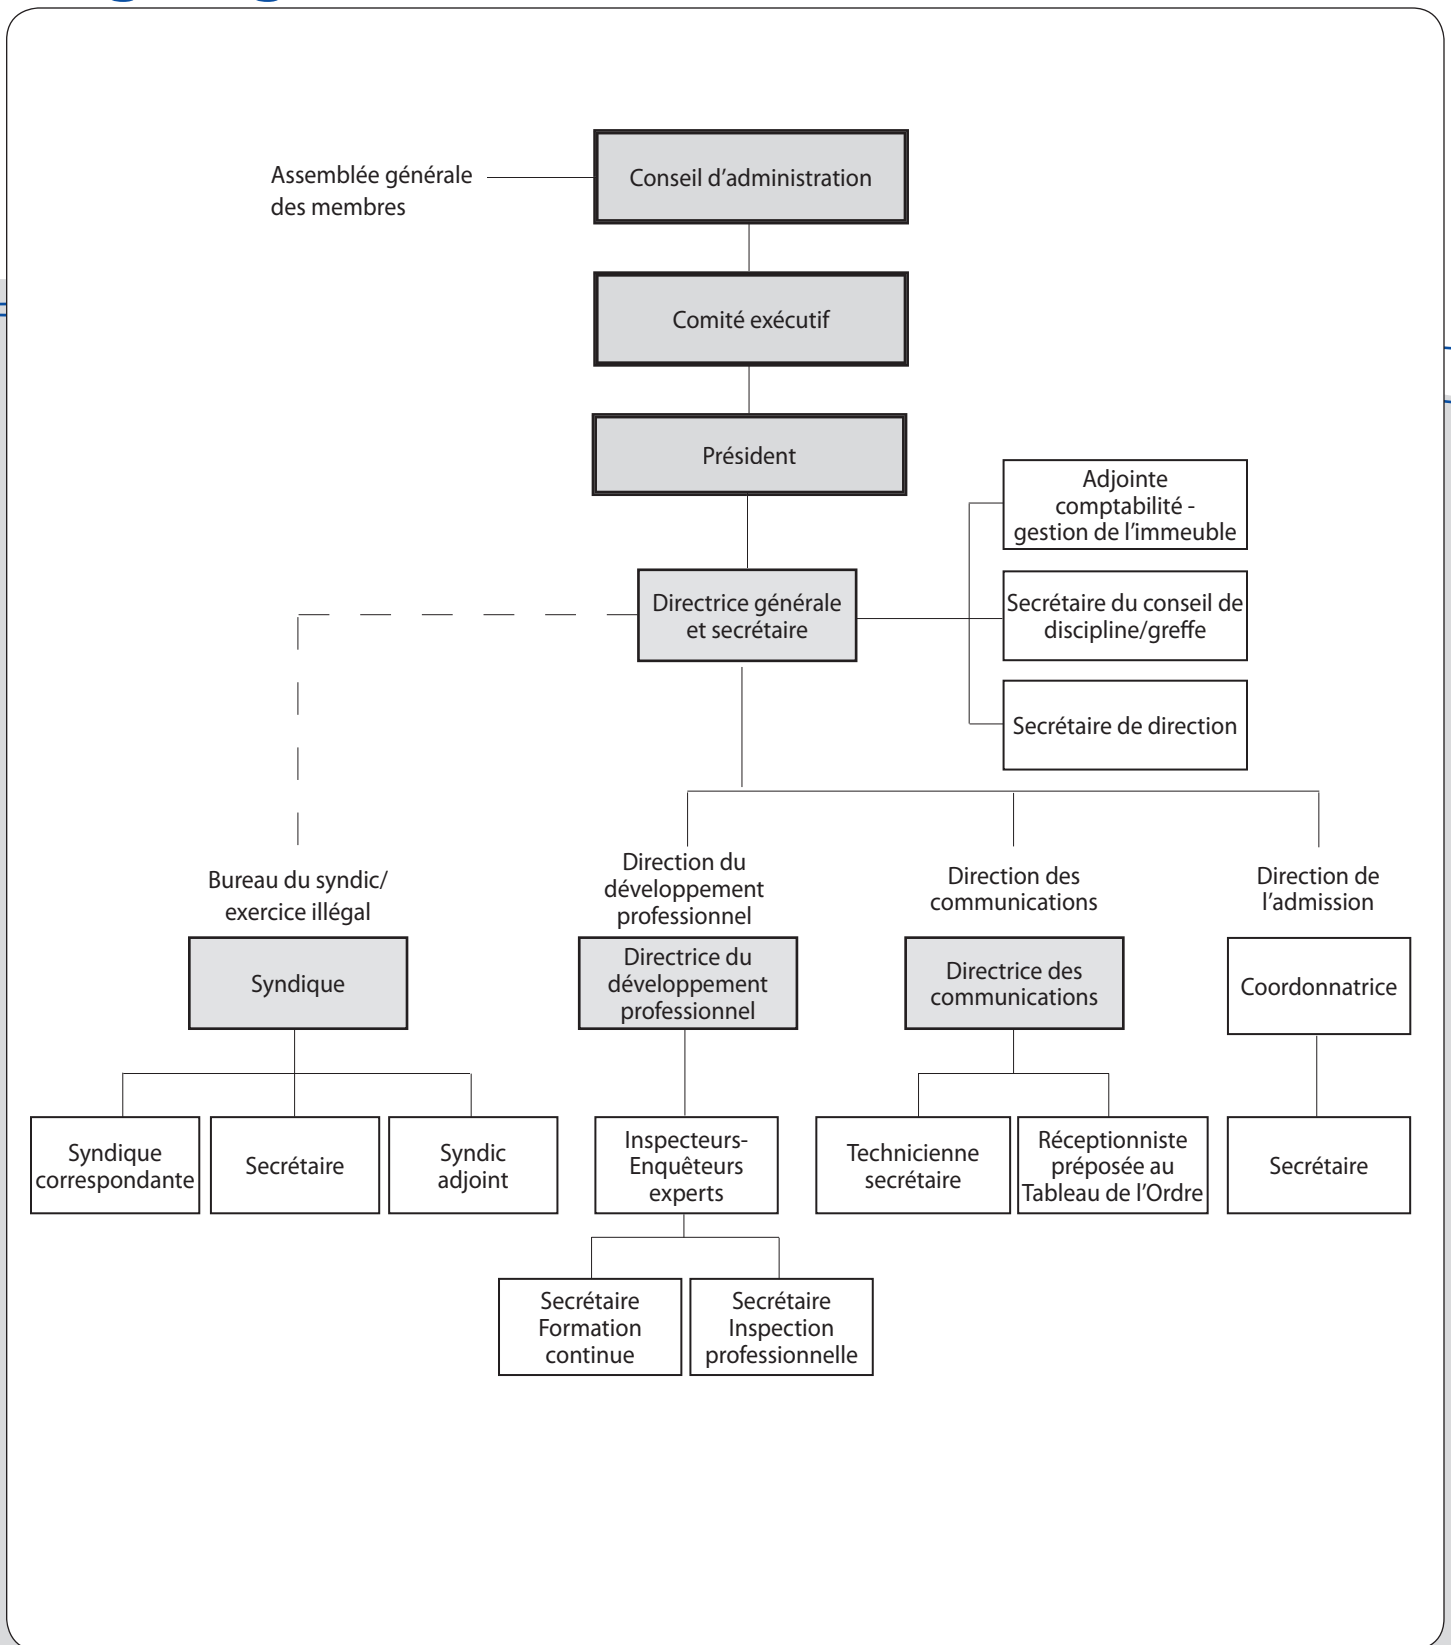 Assemblée générale
des membres
Conseil d’administration
Comité exécutif
Président
Adjointe
comptabilité -
gestion de l’immeuble
Directrice générale
et secrétaire
Secrétaire du conseil de
discipline/greffe
Secrétaire de direction
Bureau du syndic/
exercice illégal
Direction du
développement
professionnel
Direction des
communications
Direction de
l’admission
Syndique
Directrice du
développement
professionnel
Directrice des
communications
Coordonnatrice
Syndique
correspondante
Secrétaire
Syndic
adjoint
Inspecteurs-
Enquêteurs
experts
Technicienne
secrétaire
Réceptionniste
préposée au
Tableau de l’Ordre
Secrétaire
Secrétaire
Formation
continue
Secrétaire
Inspection
professionnelle